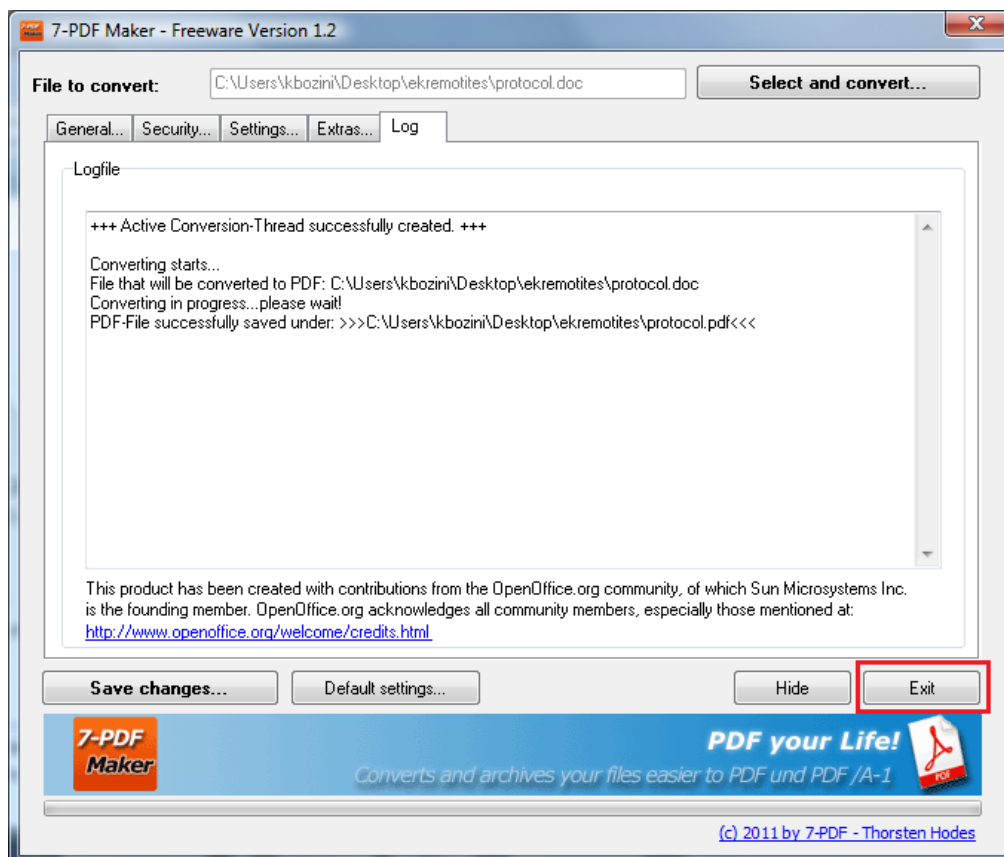 7-PDF Maker - Freeware Version 1.2
File to convert:
C:\Users\kbozini\Desktop\ekremotites\protocol.doc
Select and convert...
General...
Security...
Settings...
Extras...
Log
Logfile
+++ Active Conversion-Thread successfully created. +++
Converting starts...
File that will be converted to PDF: C:\Users\kbozini\Desktop\ekremotites\protocol.doc
Converting in progress...please wait!
PDF-File successfully saved under: >>>C:\Users\kbozini\Desktop\ekremotites\protocol.pdf<<<
This product has been created with contributions from the OpenOffice.org community, of which Sun Microsystems Inc.
is the founding member. OpenOffice.org acknowledges all community members, especially those mentioned at:
http://www.openoffice.org/welcome/credits.html
Save changes...
Default settings...
Hide
Exit
7-PDF
Maker
PDF your Life!
Converts and archives your files easier to PDF und PDF /A-1
PDF
(c) 2011 by 7-PDF - Thorsten Hodes